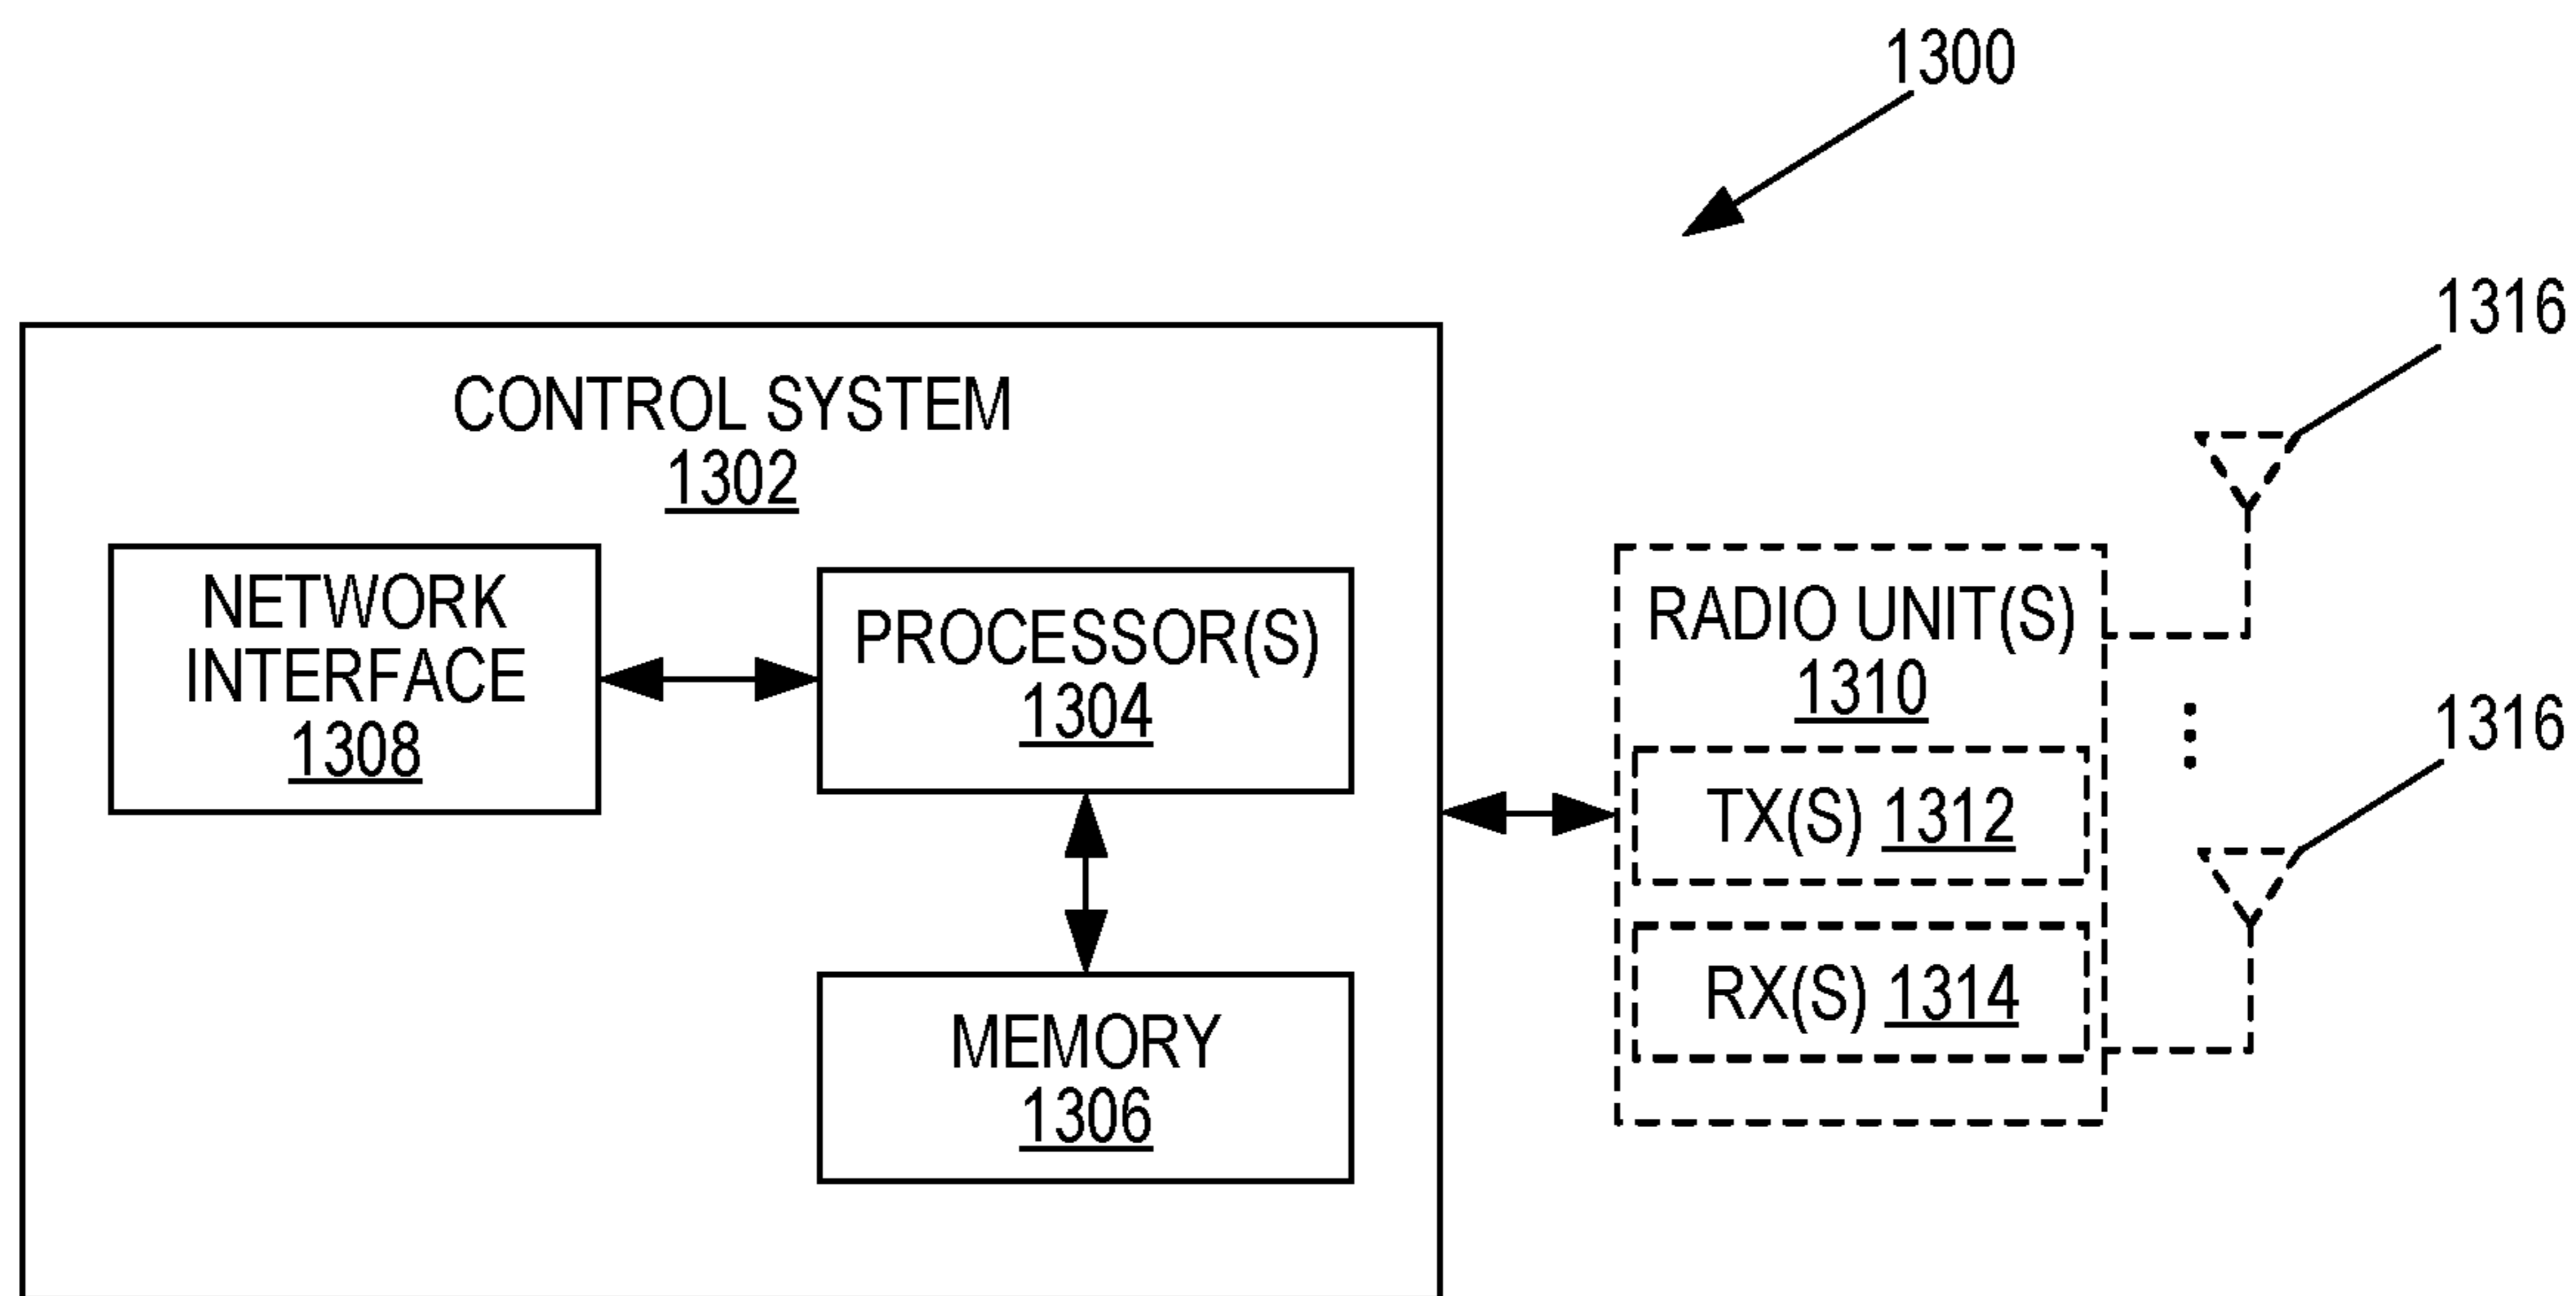 1300
1316
CONTROL SYSTEM
1302
NETWORK
INTERFACE
1308
PROCESSOR(S)
1304
MEMORY
1306
RADIO UNIT(S)
1310
TX(S) 1312
RX(S) 1314
1316